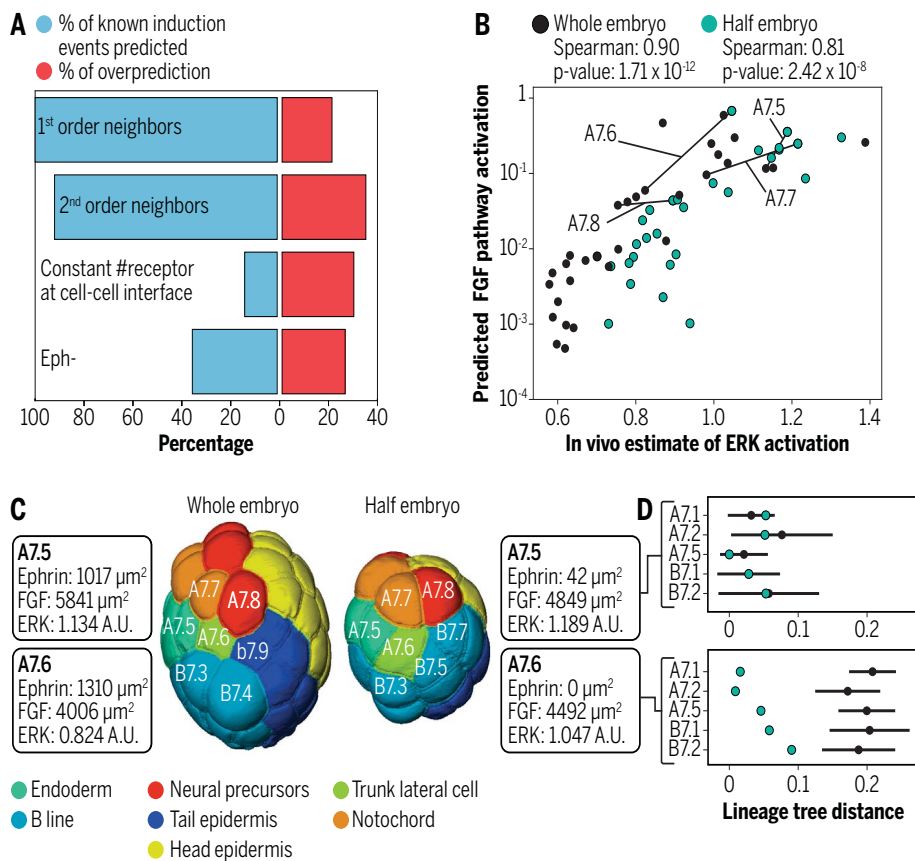 A
% of known induction
events predicted
% of overprediction
1st order neighbors
2nd order neighbors
Constant #receptor
at cell-cell interface
Eph-
100 80 60 40 20 0 20 40
Percentage
B
Whole embryo
Spearman: 0.90
p-value: 1.71 x 10-12
Half embryo
Spearman: 0.81
p-value: 2.42 x 10-8
Predicted FGF pathway activation
1
10-1
10-2
10-3
10-4
A7.6
A7.5
A7.8
A7.7
0.6 0.8 1.0 1.2 1.4
In vivo estimate of ERK activation
C
Whole embryo
Half embryo
A7.5
Ephrin: 1017 µm2
FGF: 5841 µm2
ERK: 1.134 A.U.
A7.6
Ephrin: 1310 µm2
FGF: 4006 µm2
ERK: 0.824 A.U.
A7.7
A7.8
A7.5
A7.6
b7.9
B7.3
B7.4
A7.7
A7.8
A7.5
B7.7
A7.6
B7.5
B7.3
A7.5
Ephrin: 42 µm2
FGF: 4849 µm2
ERK: 1.189 A.U.
A7.6
Ephrin: 0 µm2
FGF: 4492 µm2
ERK: 1.047 A.U.
Endoderm
Neural precursors
Trunk lateral cell
B line
Tail epidermis
Notochord
Head epidermis
D
A7.1
A7.2
A7.5
B7.1
B7.2
0 0.1 0.2
A7.1
A7.2
A7.5
B7.1
B7.2
0 0.1 0.2
Lineage tree distance